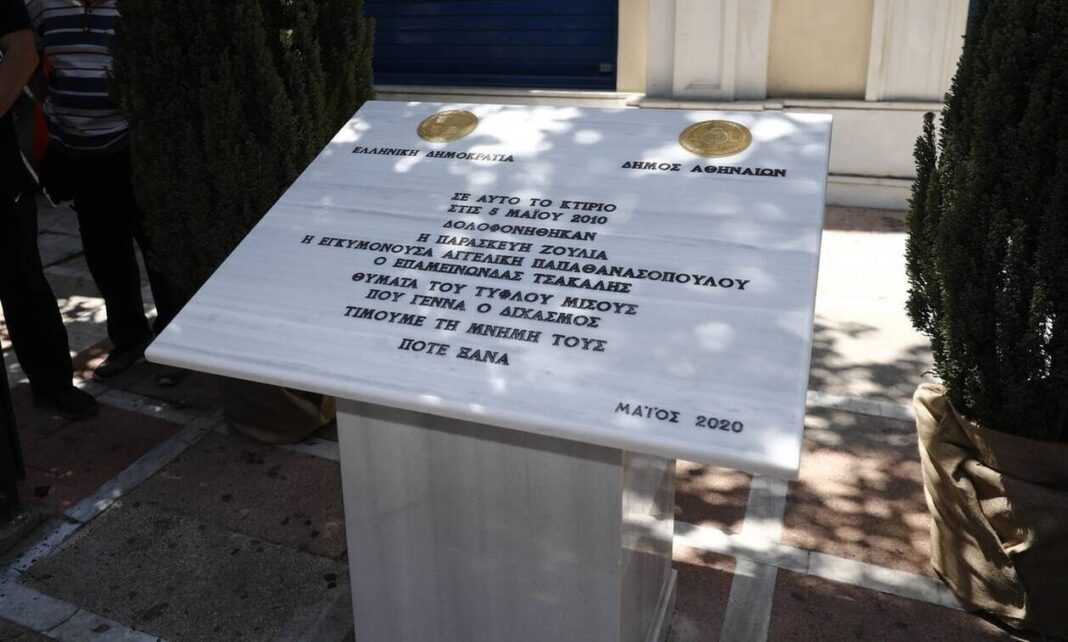 ΕΛΛΗΝΙΚΗ ΔΗΜΟΚΡΑΤΙΑ
ΔΗΜΟΣ ΑΘΗΝΑΙΩΝ
ΣΕ ΑΥΤΟ ΤΟ ΚΤΙΡΙΟ
ΣΤΙΣ 5 ΜΑΪΟΥ 2010
ΔΟΛΟΦΟΝΗΘΗΚΑΝ
Η ΠΑΡΑΣΚΕΥΗ ΖΟΥΛΙΑ
Η ΕΓΚΥΜΟΝΟΥΣΑ ΑΓΓΕΛΙΚΗ ΠΑΠΑΘΑΝΑΣΟΠΟΥΛΟΥ
Ο ΕΠΑΜΕΙΝΩΝΔΑΣ ΤΣΑΚΑΛΗΣ
ΘΥΜΑΤΑ ΤΟΥ ΤΥΦΛΟΥ ΜΙΣΟΥΣ
ΠΟΥ ΓΕΝΝΑ Ο ΔΙΧΑΣΜΟΣ
ΤΙΜΟΥΜΕ ΤΗ ΜΝΗΜΗ ΤΟΥΣ
ΠΟΤΕ ΞΑΝΑ
ΜΑΪΟΣ 2020